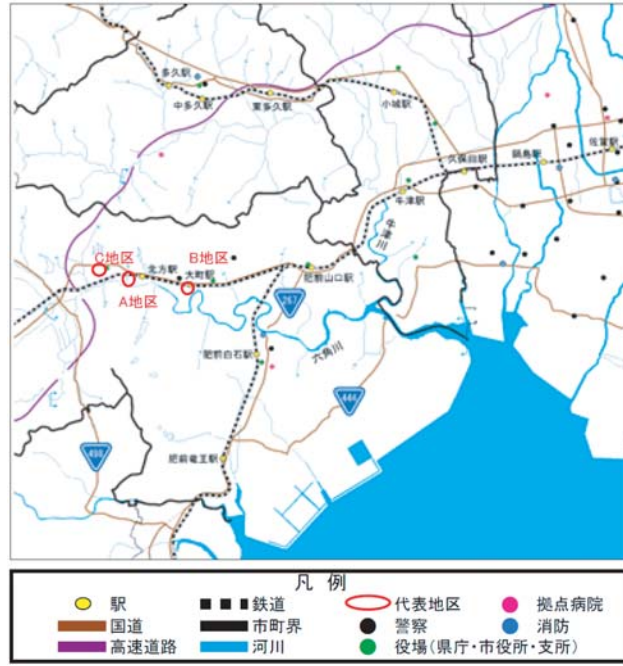 多久駅
中多久駅
東多久駅
小城駅
佐賀駅
鍋島駅
久保田駅
牛津駅
牛津川
C地区
北方駅
B地区
大町駅
A地区
肥前山口駅
267
肥前白石駅
六角川
444
498
肥前竜王駅
凡 例
駅
鉄道
代表地区
拠点病院
国道
市町界
警察
消防
高速道路
河川
役場(県庁・市役所・支所)